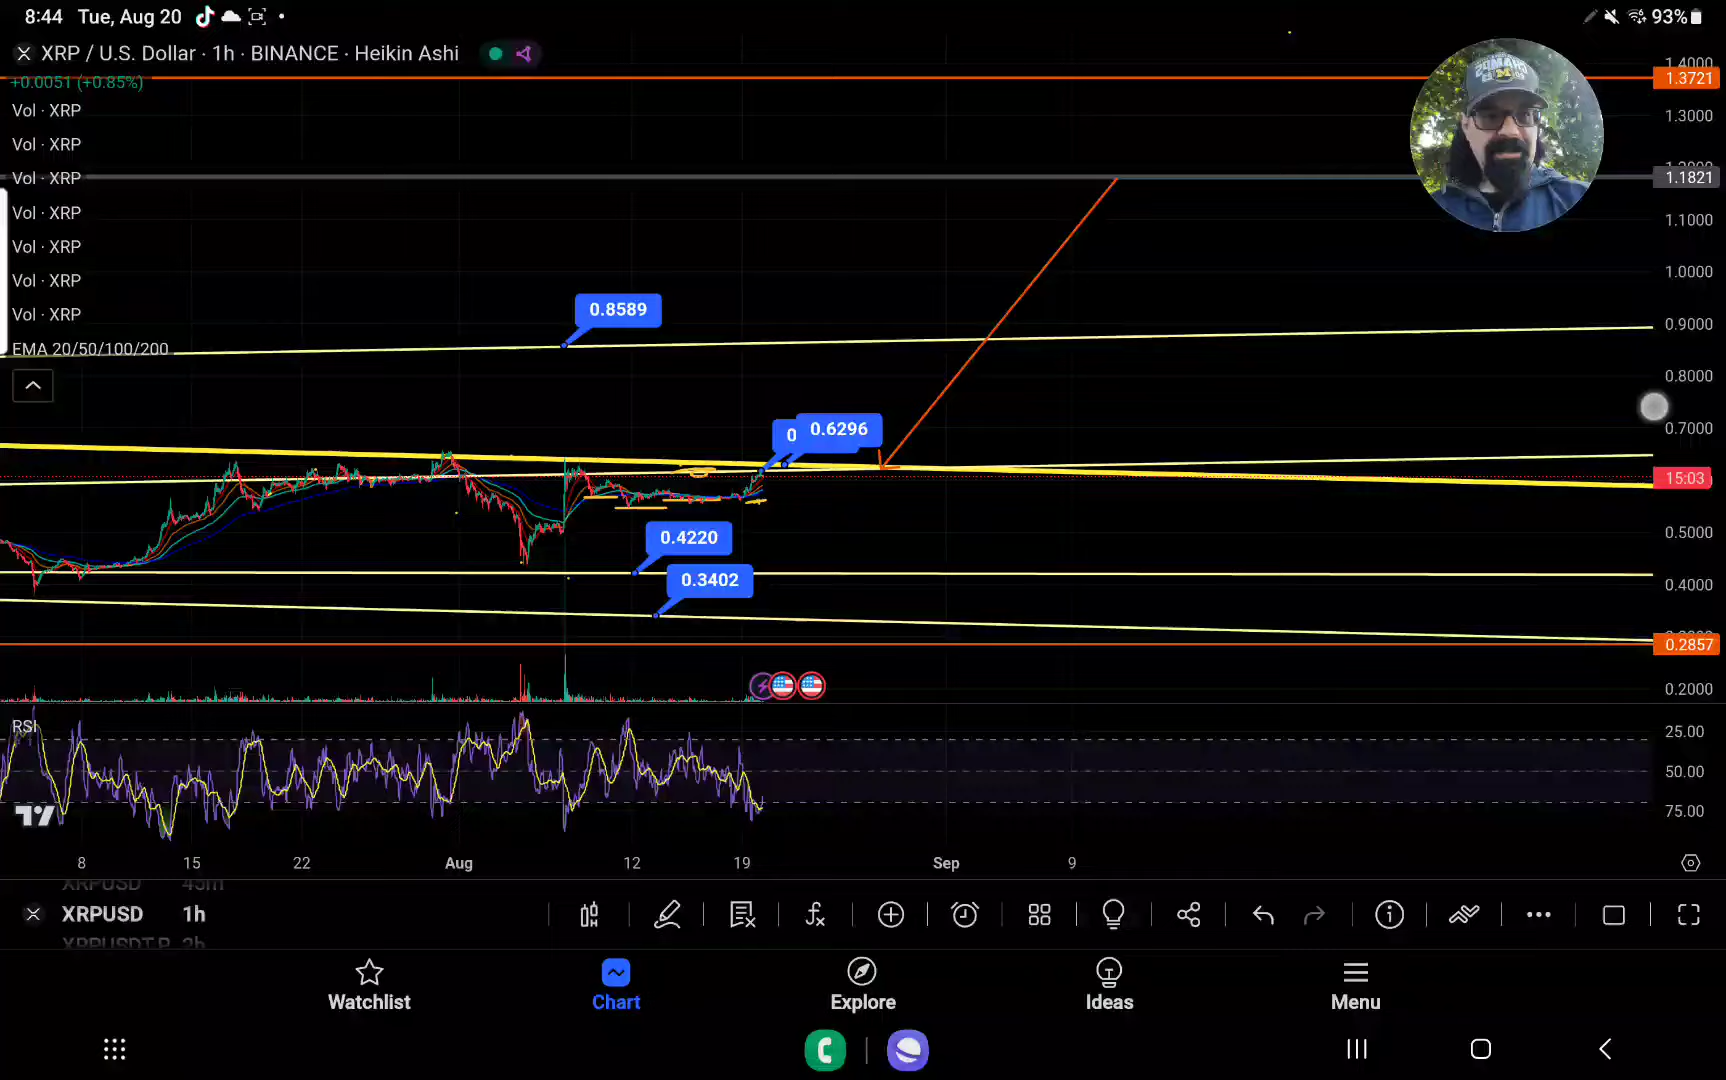 8:44 Tue, Aug 20 93%
XRP / U.S. Dollar · 1h · BINANCE · Heikin Ashi
+0.0051 (+0.85%)
Vol · XRP
Vol · XRP
Vol · XRP
Vol · XRP
Vol · XRP
Vol · XRP
Vol · XRP
EMA 20/50/100/200
0.8589
0
0.6296
0.4220
0.3402
1.4000
1.3721
1.3000
1.1821
1.1000
1.0000
0.9000
0.8000
0.7000
15:03
0.5000
0.4000
0.2857
0.2000
RSI
25.00
50.00
75.00
8 15 22 Aug 12 19 Sep 9
XRPUSD 45m
XRPUSD 1h
XRPUSDT.P 2h
Watchlist Chart Explore Ideas Menu